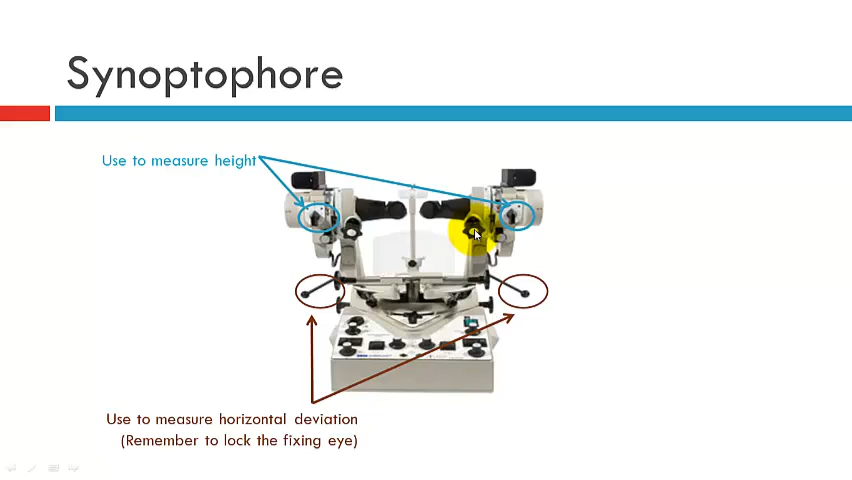 Synoptophore
Use to measure height
Use to measure horizontal deviation
(Remember to lock the fixing eye)